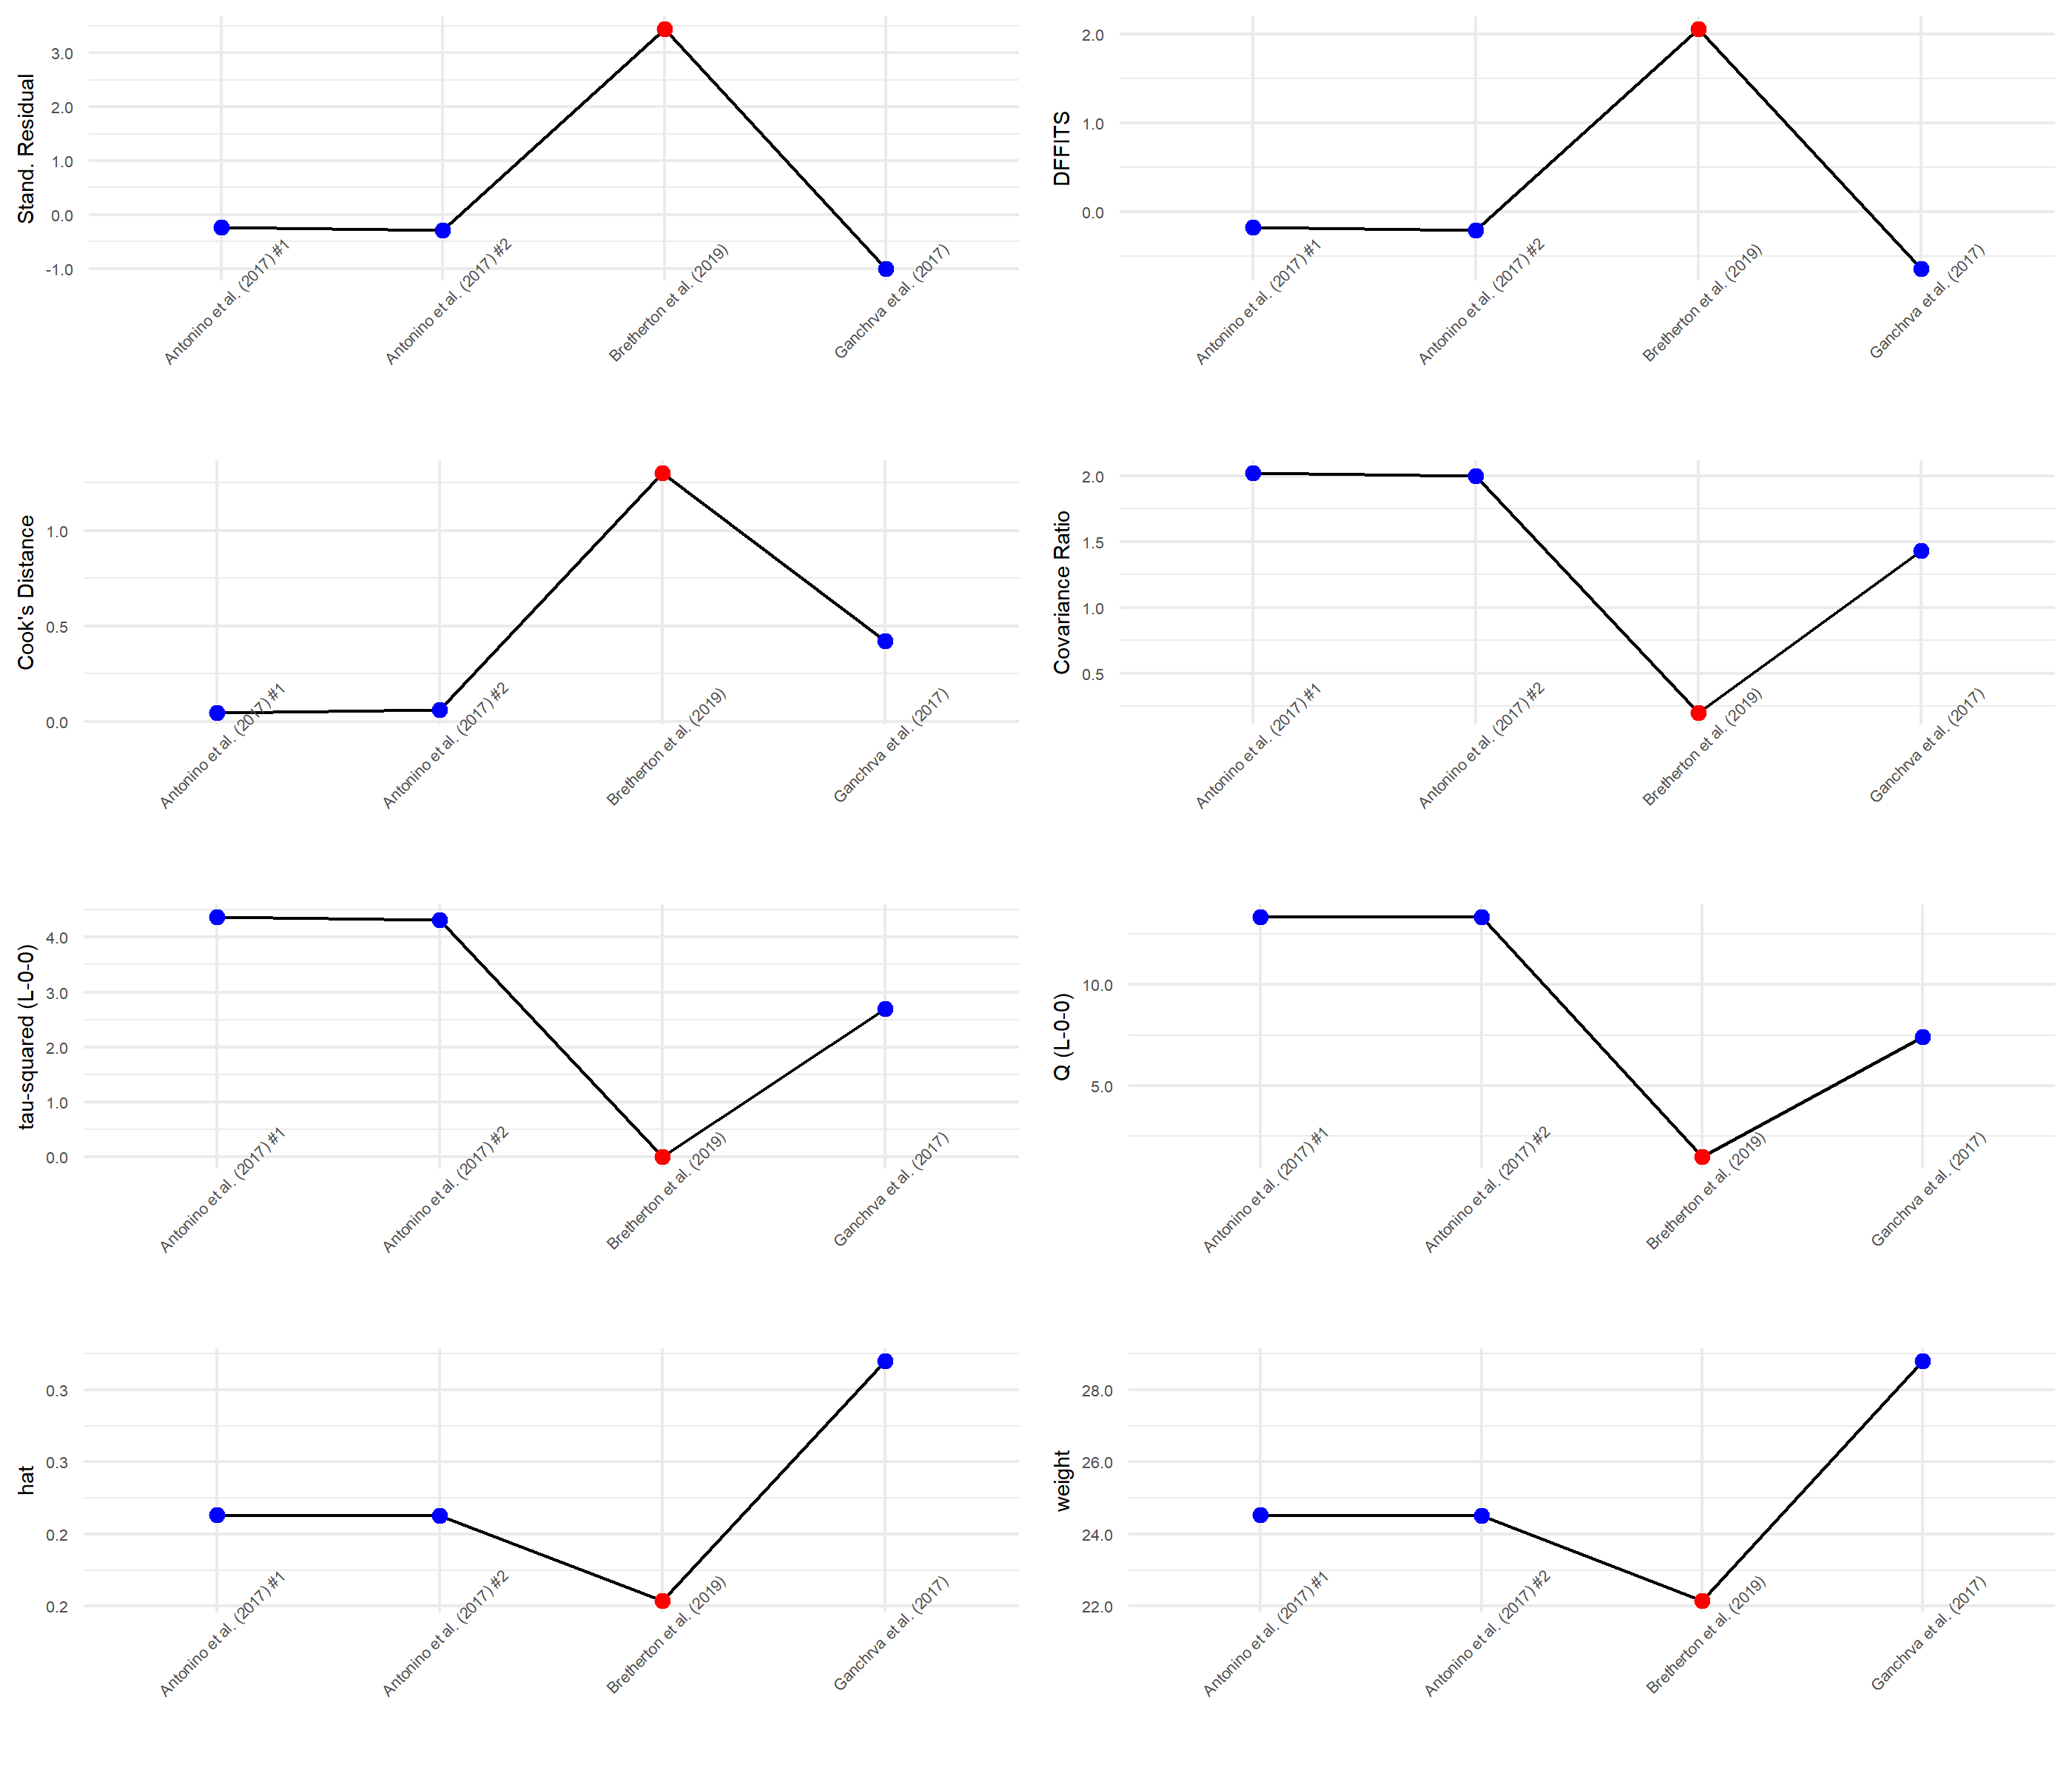 Stand. Residual
3.0
2.0
1.0
0.0
-1.0
Antonino et al. (2017) #1
Antonino et al. (2017) #2
Bretherton et al. (2019)
Ganchrva et al. (2017)
DFFITS
2.0
1.0
0.0
Antonino et al. (2017) #1
Antonino et al. (2017) #2
Bretherton et al. (2019)
Ganchrva et al. (2017)
Cook's Distance
1.0
0.5
0.0
Antonino et al. (2017) #1
Antonino et al. (2017) #2
Bretherton et al. (2019)
Ganchrva et al. (2017)
Covariance Ratio
2.0
1.5
1.0
0.5
Antonino et al. (2017) #1
Antonino et al. (2017) #2
Bretherton et al. (2019)
Ganchrva et al. (2017)
tau-squared (L-0-0)
4.0
3.0
2.0
1.0
0.0
Antonino et al. (2017) #1
Antonino et al. (2017) #2
Bretherton et al. (2019)
Ganchrva et al. (2017)
Q (L-0-0)
10.0
5.0
Antonino et al. (2017) #1
Antonino et al. (2017) #2
Bretherton et al. (2019)
Ganchrva et al. (2017)
hat
0.3
0.3
0.2
0.2
Antonino et al. (2017) #1
Antonino et al. (2017) #2
Bretherton et al. (2019)
Ganchrva et al. (2017)
weight
28.0
26.0
24.0
22.0
Antonino et al. (2017) #1
Antonino et al. (2017) #2
Bretherton et al. (2019)
Ganchrva et al. (2017)